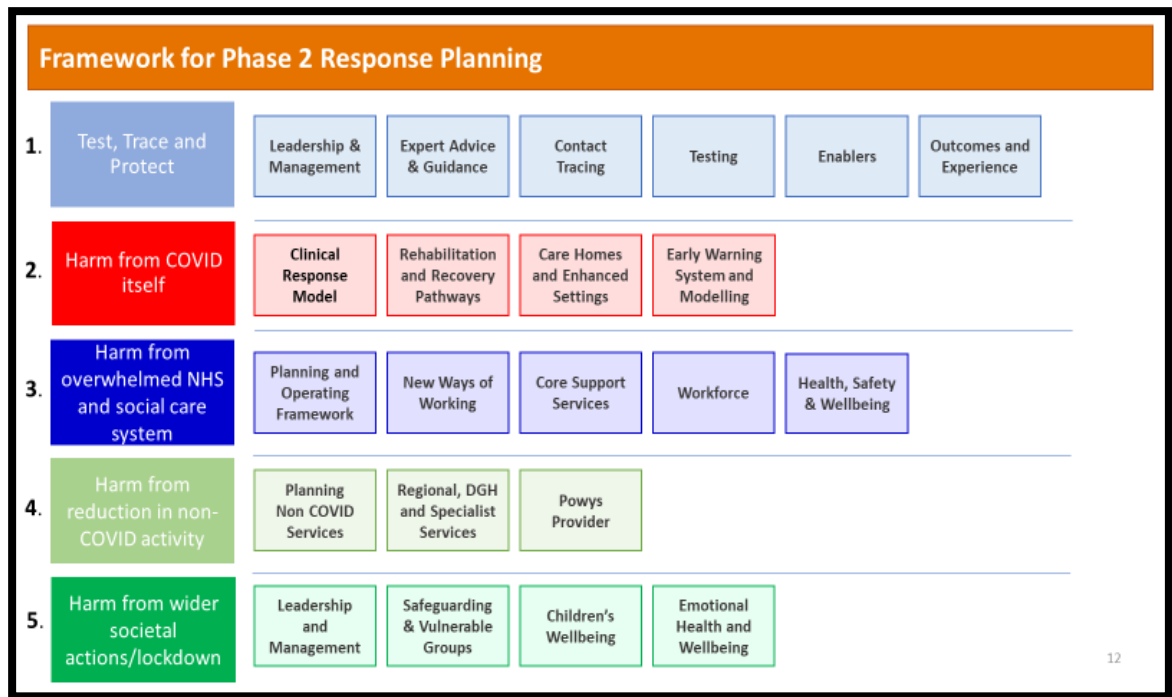 Framework for Phase 2 Response Planning
1.
Test, Trace and
Protect
Leadership &
Management
Expert Advice
& Guidance
Contact
Tracing
Testing
Enablers
Outcomes and
Experience
2.
Harm from COVID
itself
Clinical
Response
Model
Rehabilitation
and Recovery
Pathways
Care Homes
and Enhanced
Settings
Early Warning
System and
Modelling
3.
Harm from
overwhelmed NHS
and social care
system
Planning and
Operating
Framework
New Ways of
Working
Core Support
Services
Workforce
Health, Safety
& Wellbeing
4.
Harm from
reduction in non-
COVID activity
Planning
Non COVID
Services
Regional, DGH
and Specialist
Services
Powys
Provider
5.
Harm from wider
societal
actions/lockdown
Leadership
and
Management
Safeguarding
& Vulnerable
Groups
Children's
Wellbeing
Emotional
Health and
Wellbeing
12